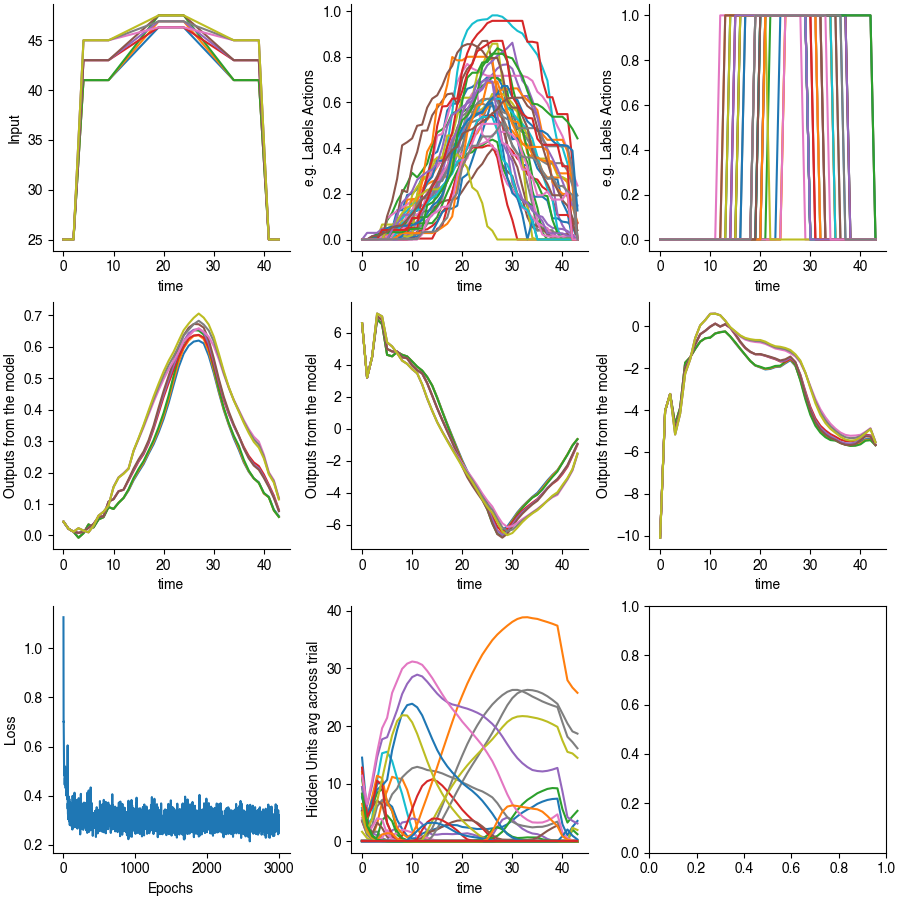 45
40
35
30
25
Input
0 10 20 30 40
time
1.0
0.8
0.6
0.4
0.2
0.0
e.g. Labels Actions
0 10 20 30 40
time
1.0
0.8
0.6
0.4
0.2
0.0
e.g. Labels Actions
0 10 20 30 40
time
0.7
0.6
0.5
0.4
0.3
0.2
0.1
0.0
Outputs from the model
0 10 20 30 40
time
6
4
2
0
−2
−4
−6
Outputs from the model
0 10 20 30 40
time
0
−2
−4
−6
−8
−10
Outputs from the model
0 10 20 30 40
time
1.0
0.8
0.6
0.4
0.2
Loss
0 1000 2000 3000
Epochs
40
30
20
10
0
Hidden Units avg across trial
0 10 20 30 40
time
1.0
0.8
0.6
0.4
0.2
0.0
0.0 0.2 0.4 0.6 0.8 1.0